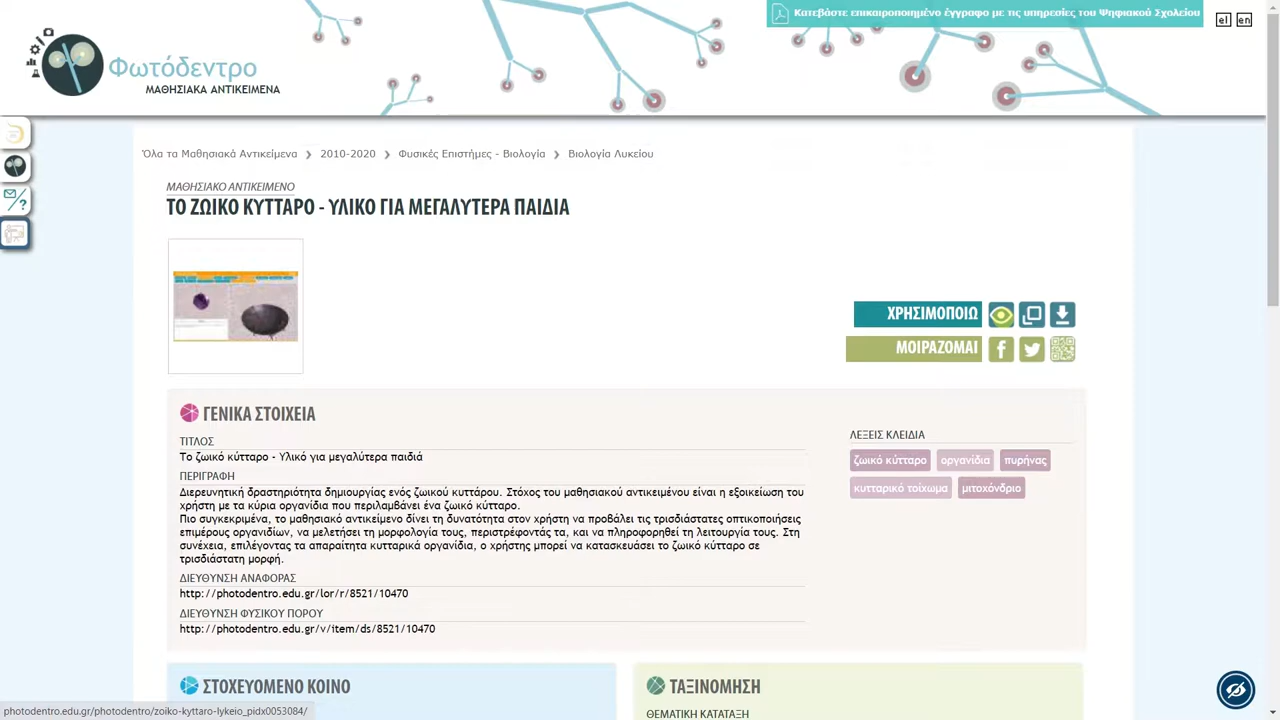 Κατεβάστε επικαιροποιημένο έγγραφο με τις υπηρεσίες του Ψηφιακού Σχολείου
el en
Φωτόδεντρο
ΜΑΘΗΣΙΑΚΑ ΑΝΤΙΚΕΙΜΕΝΑ
Όλα τα Μαθησιακά Αντικείμενα ❯ 2010-2020 ❯ Φυσικές Επιστήμες - Βιολογία ❯ Βιολογία Λυκείου
ΜΑΘΗΣΙΑΚΟ ΑΝΤΙΚΕΙΜΕΝΟ
ΤΟ ΖΩΙΚΟ ΚΥΤΤΑΡΟ - ΥΛΙΚΟ ΓΙΑ ΜΕΓΑΛΥΤΕΡΑ ΠΑΙΔΙΑ
ΧΡΗΣΙΜΟΠΟΙΩ
ΜΟΙΡΑΖΟΜΑΙ
ΓΕΝΙΚΑ ΣΤΟΙΧΕΙΑ
ΤΙΤΛΟΣ
Το ζωικό κύτταρο - Υλικό για μεγαλύτερα παιδιά
ΠΕΡΙΓΡΑΦΗ
Διερευνητική δραστηριότητα δημιουργίας ενός ζωικού κυττάρου. Στόχος του μαθησιακού αντικειμένου είναι η εξοικείωση του
χρήστη με τα κύρια οργανίδια που περιλαμβάνει ένα ζωικό κύτταρο.
Πιο συγκεκριμένα, το μαθησιακό αντικείμενο δίνει τη δυνατότητα στον χρήστη να προβάλει τις τρισδιάστατες οπτικοποιήσεις
επιμέρους οργανιδίων, να μελετήσει τη μορφολογία τους, περιστρέφοντάς τα, και να πληροφορηθεί τη λειτουργία τους. Στη
συνέχεια, επιλέγοντας τα απαραίτητα κυτταρικά οργανίδια, ο χρήστης μπορεί να κατασκευάσει το ζωικό κύτταρο σε
τρισδιάστατη μορφή.
ΔΙΕΥΘΥΝΣΗ ΑΝΑΦΟΡΑΣ
http://photodentro.edu.gr/lor/r/8521/10470
ΔΙΕΥΘΥΝΣΗ ΦΥΣΙΚΟΥ ΠΟΡΟΥ
http://photodentro.edu.gr/v/item/ds/8521/10470
ΛΕΞΕΙΣ ΚΛΕΙΔΙΑ
ζωικό κύτταρο οργανίδια πυρήνας
κυτταρικό τοίχωμα μιτοχόνδριο
ΣΤΟΧΕΥΟΜΕΝΟ ΚΟΙΝΟ
ΤΑΞΙΝΟΜΗΣΗ
ΘΕΜΑΤΙΚΗ ΚΑΤΑΤΑΞΗ
photodentro.edu.gr/photodentro/zoiko-kyttaro-lykeio_pidx0053084/